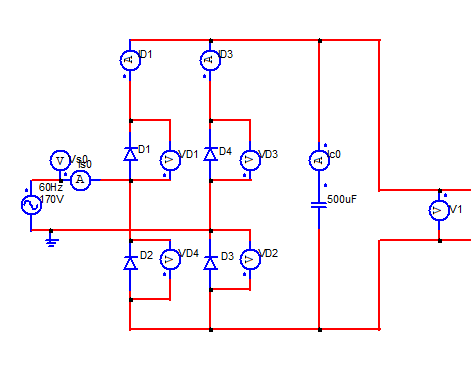 ID1
ID3
A
A
D1
V
VD1
D4
V
VD3
V
Vs0
Is0
A
A
Ic0
60Hz
170V
500uF
V
V1
D2
V
VD4
D3
V
VD2